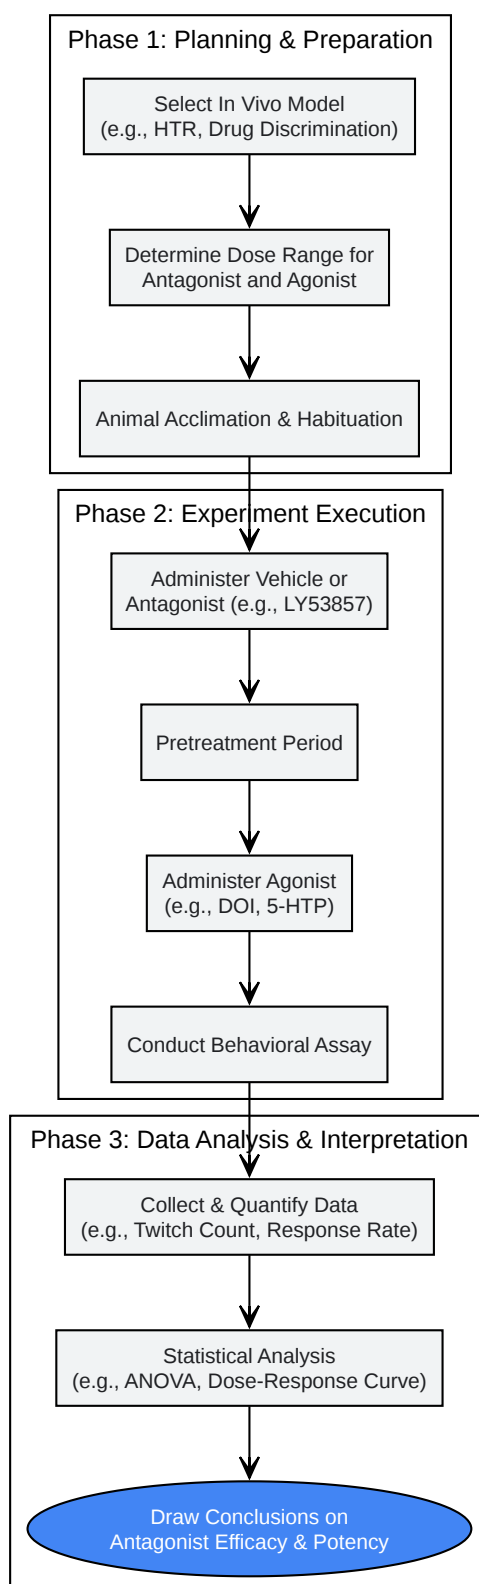 Phase 1: Planning & Preparation
Select In Vivo Model
(e.g., HTR, Drug Discrimination)
Determine Dose Range for
Antagonist and Agonist
Animal Acclimation & Habituation
Phase 2: Experiment Execution
Administer Vehicle or
Antagonist (e.g., LY53857)
Pretreatment Period
Administer Agonist
(e.g., DOI, 5-HTP)
Conduct Behavioral Assay
Phase 3: Data Analysis & Interpretation
Collect & Quantify Data
(e.g., Twitch Count, Response Rate)
Statistical Analysis
(e.g., ANOVA, Dose-Response Curve)
Draw Conclusions on
Antagonist Efficacy & Potency